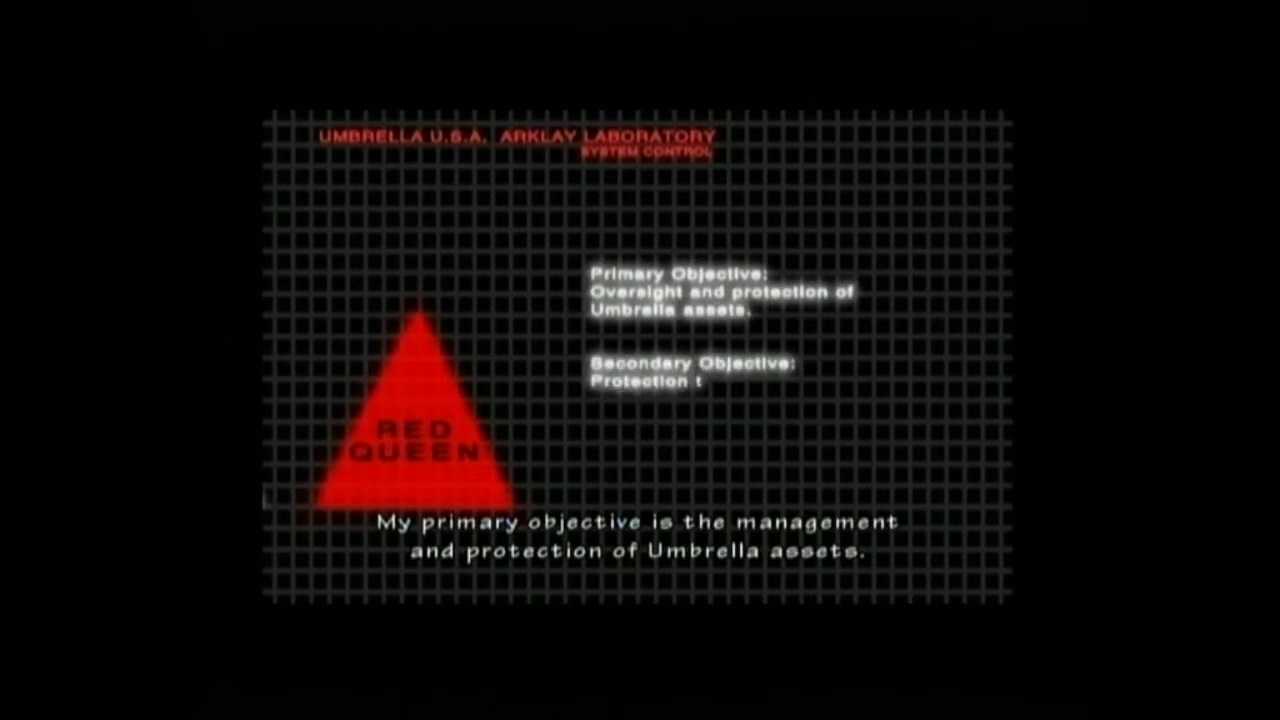 UMBRELLA U.S.A. ARKLAY LABORATORY
SYSTEM CONTROL
Primary Objective:
Oversight and protection of
Umbrella assets.
Secondary Objective:
Protection t
RED
QUEEN
My primary objective is the management
and protection of Umbrella assets.